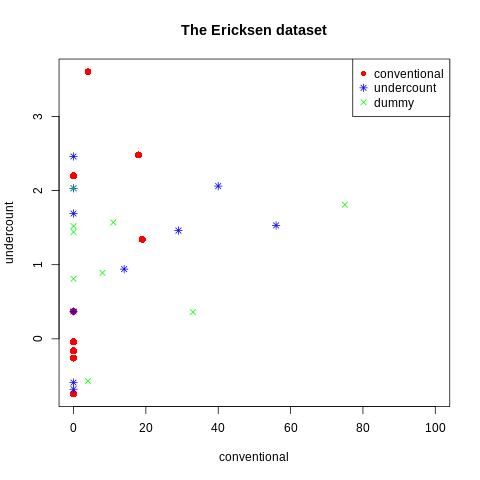 The Ericksen dataset
conventional
undercount
dummy
undercount
3
2
1
0
0 20 40 60 80 100
conventional